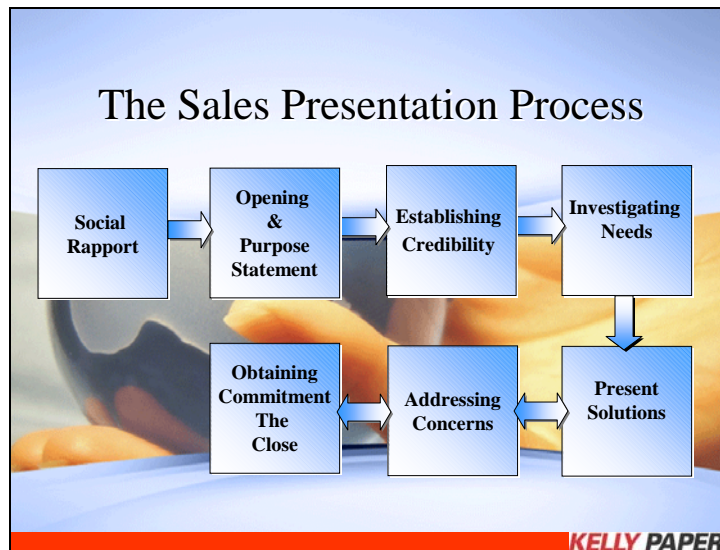 The Sales Presentation Process
Social
Rapport
Opening
&
Purpose
Statement
Establishing
Credibility
Investigating
Needs
Present
Solutions
Addressing
Concerns
Obtaining
Commitment
The
Close
KELLY PAPER